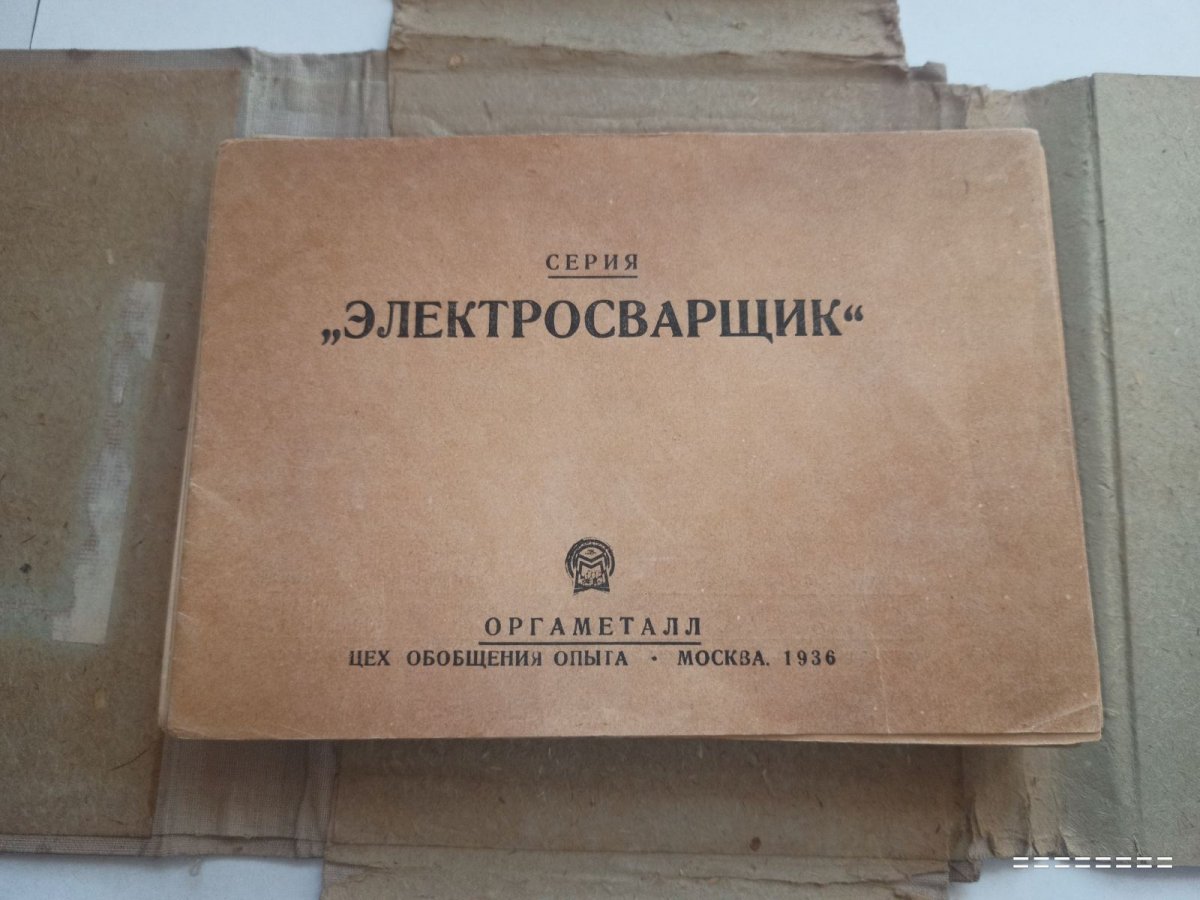 СЕРИЯ
„ЭЛЕКТРОСВАРЩИК“
ОРГАМЕТАЛЛ
ЦЕХ ОБОБЩЕНИЯ ОПЫТА • МОСКВА. 1936